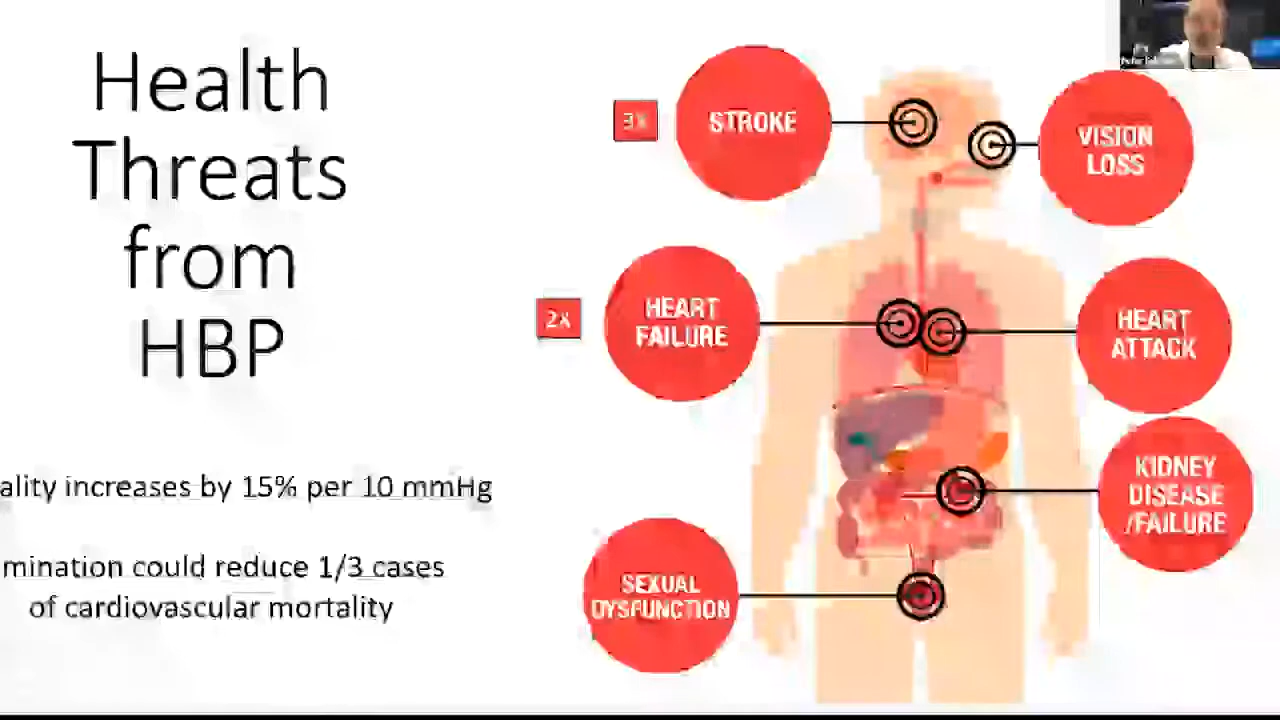 Health
Threats
from
HBP
ality increases by 15% per 10 mmHg
mination could reduce 1/3 cases
of cardiovascular mortality
3X
STROKE
VISION
LOSS
2X
HEART
FAILURE
HEART
ATTACK
KIDNEY
DISEASE
/FAILURE
SEXUAL
DYSFUNCTION